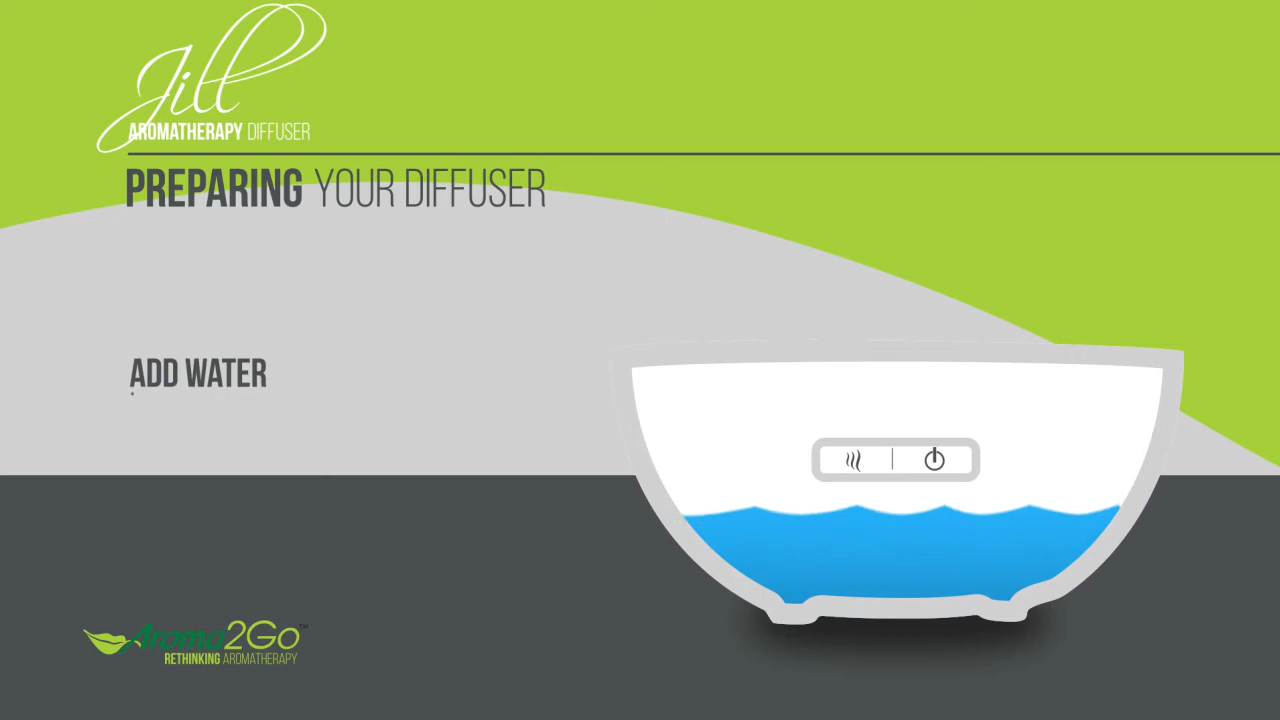 Jill
AROMATHERAPY DIFFUSER
PREPARING YOUR DIFFUSER
ADD WATER
Aroma2Go™
RETHINKING AROMATHERAPY